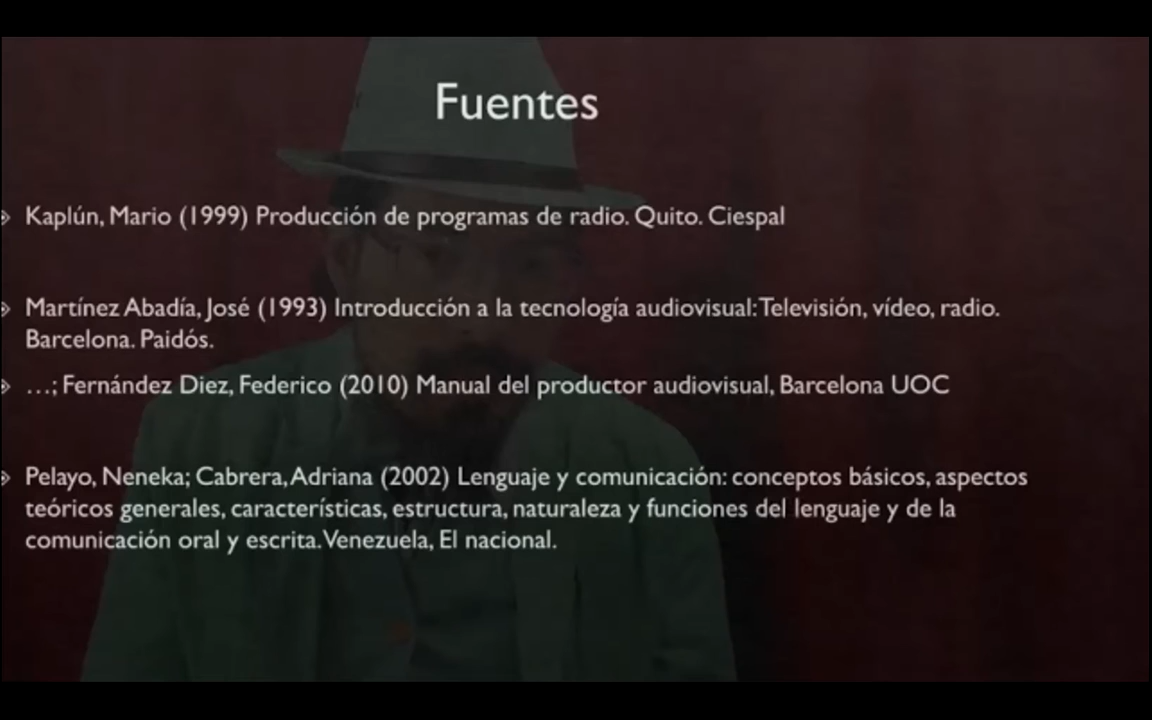 Fuentes
Kaplún, Mario (1999) Producción de programas de radio. Quito. Ciespal
Martínez Abadía, José (1993) Introducción a la tecnología audiovisual: Televisión, vídeo, radio.
Barcelona. Paidós.
…; Fernández Diez, Federico (2010) Manual del productor audiovisual, Barcelona UOC
Pelayo, Neneka; Cabrera, Adriana (2002) Lenguaje y comunicación: conceptos básicos, aspectos
teóricos generales, características, estructura, naturaleza y funciones del lenguaje y de la
comunicación oral y escrita. Venezuela, El nacional.